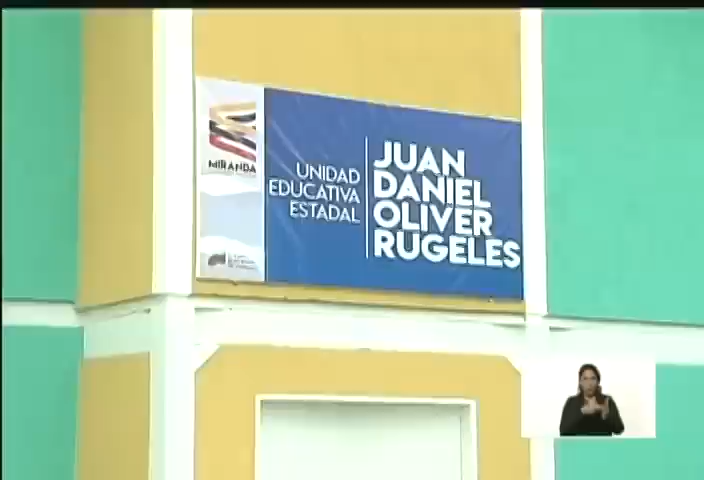 MIRANDA
UNIDAD
EDUCATIVA
ESTADAL
JUAN
DANIEL
OLIVER
RUGELES